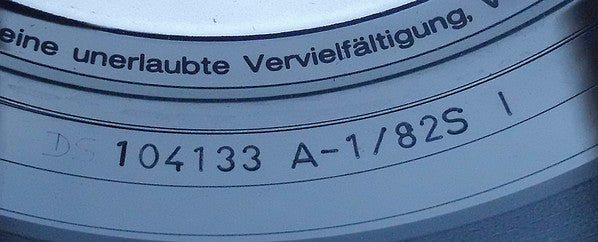 eine unerlaubte Vervielfältigung, V
DS 104133 A-1/82S I